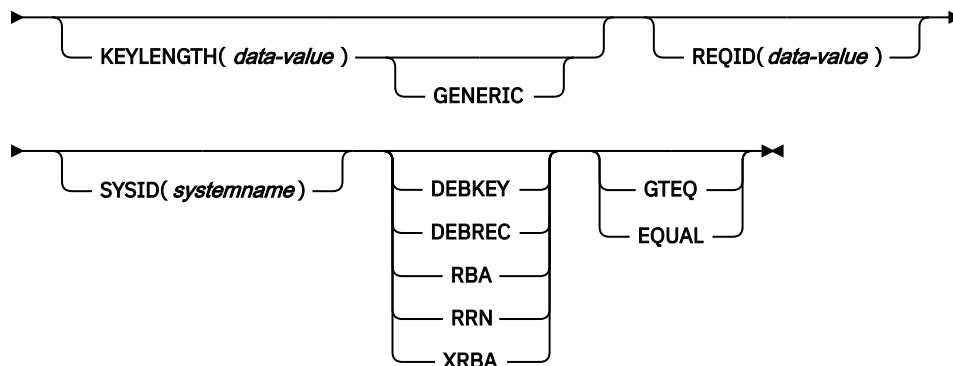 KEYLENGTH( data-value ) REQID( data-value )
GENERIC
SYSID( systemname ) DEBKEY GTEQ
DEBREC EQUAL
RBA
RRN
XRBA